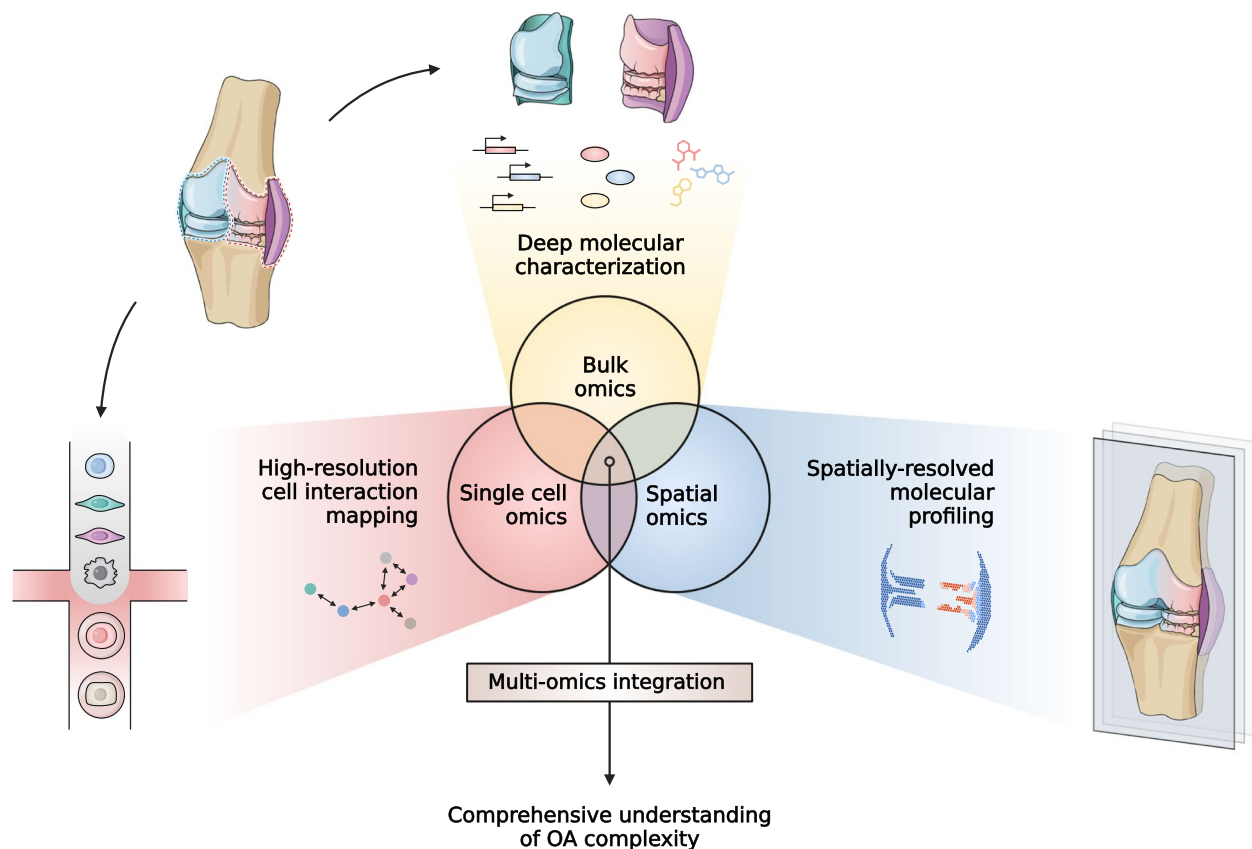 Deep molecular
characterization
Bulk
omics
High-resolution
cell interaction
mapping
Single cell
omics
Spatial
omics
Spatially-resolved
molecular
profiling
Multi-omics integration
Comprehensive understanding
of OA complexity